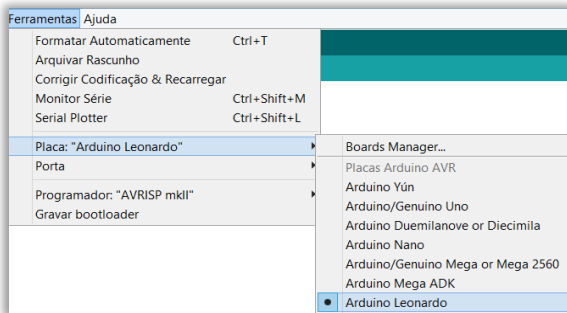 Ferramentas Ajuda
Formatar Automaticamente Ctrl+T
Arquivar Rascunho
Corrigir Codificação & Recarregar
Monitor Série Ctrl+Shift+M
Serial Plotter Ctrl+Shift+L
Placa: "Arduino Leonardo"
Porta
Programador: "AVRISP mkII"
Gravar bootloader
Boards Manager...
Placas Arduino AVR
Arduino Yún
Arduino/Genuino Uno
Arduino Duemilanove or Diecimila
Arduino Nano
Arduino/Genuino Mega or Mega 2560
Arduino Mega ADK
Arduino Leonardo